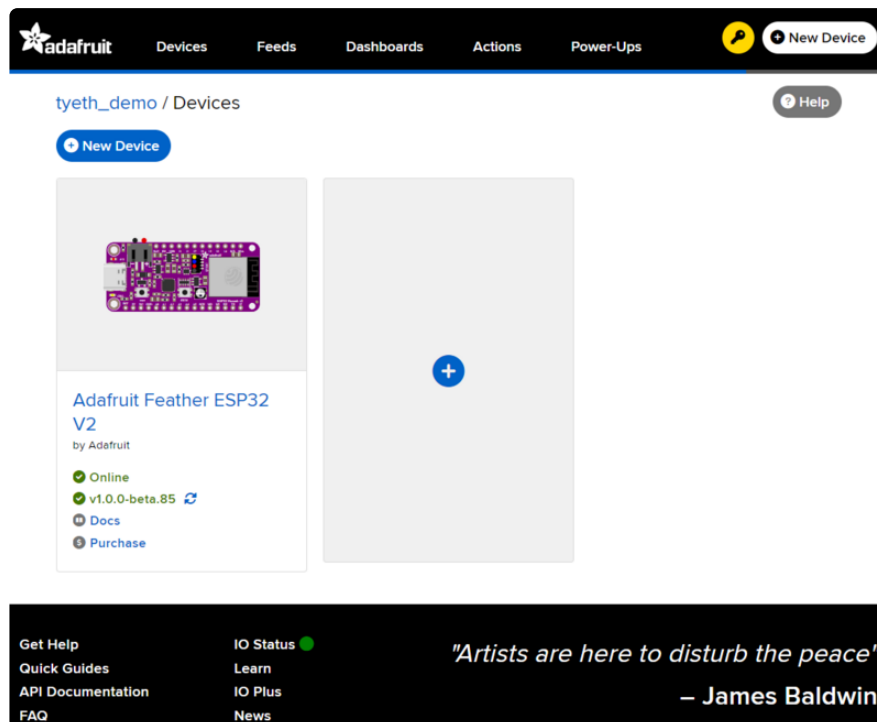 adafruit Devices Feeds Dashboards Actions Power-Ups New Device
tyeth_demo / Devices
Help
New Device
Adafruit Feather ESP32
V2
by Adafruit
Online
v1.0.0-beta.85
Docs
Purchase
Get Help
Quick Guides
API Documentation
FAQ
IO Status
Learn
IO Plus
News
"Artists are here to disturb the peace"
– James Baldwin